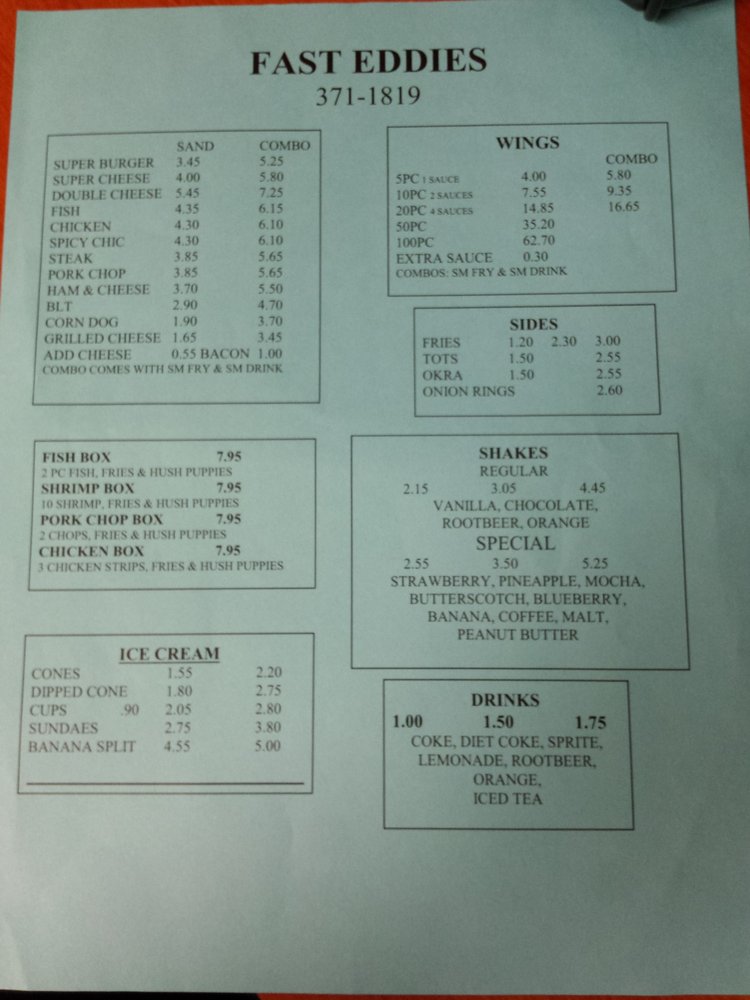 FAST EDDIES
371-1819
SAND COMBO
SUPER BURGER 3.45 5.25
SUPER CHEESE 4.00 5.80
DOUBLE CHEESE 5.45 7.25
FISH 4.35 6.15
CHICKEN 4.30 6.10
SPICY CHIC 4.30 6.10
STEAK 3.85 5.65
PORK CHOP 3.85 5.65
HAM & CHEESE 3.70 5.50
BLT 2.90 4.70
CORN DOG 1.90 3.70
GRILLED CHEESE 1.65 3.45
ADD CHEESE 0.55 BACON 1.00
COMBO COMES WITH SM FRY & SM DRINK
FISH BOX 7.95
2 PC FISH, FRIES & HUSH PUPPIES
SHRIMP BOX 7.95
10 SHRIMP, FRIES & HUSH PUPPIES
PORK CHOP BOX 7.95
2 CHOPS, FRIES & HUSH PUPPIES
CHICKEN BOX 7.95
3 CHICKEN STRIPS, FRIES & HUSH PUPPIES
ICE CREAM
CONES 1.55 2.20
DIPPED CONE 1.80 2.75
CUPS .90 2.05 2.80
SUNDAES 2.75 3.80
BANANA SPLIT 4.55 5.00
WINGS
COMBO
5PC 1 SAUCE 4.00 5.80
10PC 2 SAUCES 7.55 9.35
20PC 4 SAUCES 14.85 16.65
50PC 35.20
100PC 62.70
EXTRA SAUCE 0.30
COMBOS: SM FRY & SM DRINK
SIDES
FRIES 1.20 2.30 3.00
TOTS 1.50 2.55
OKRA 1.50 2.55
ONION RINGS 2.60
SHAKES
REGULAR
2.15 3.05 4.45
VANILLA, CHOCOLATE,
ROOTBEER, ORANGE
SPECIAL
2.55 3.50 5.25
STRAWBERRY, PINEAPPLE, MOCHA,
BUTTERSCOTCH, BLUEBERRY,
BANANA, COFFEE, MALT,
PEANUT BUTTER
DRINKS
1.00 1.50 1.75
COKE, DIET COKE, SPRITE,
LEMONADE, ROOTBEER,
ORANGE,
ICED TEA